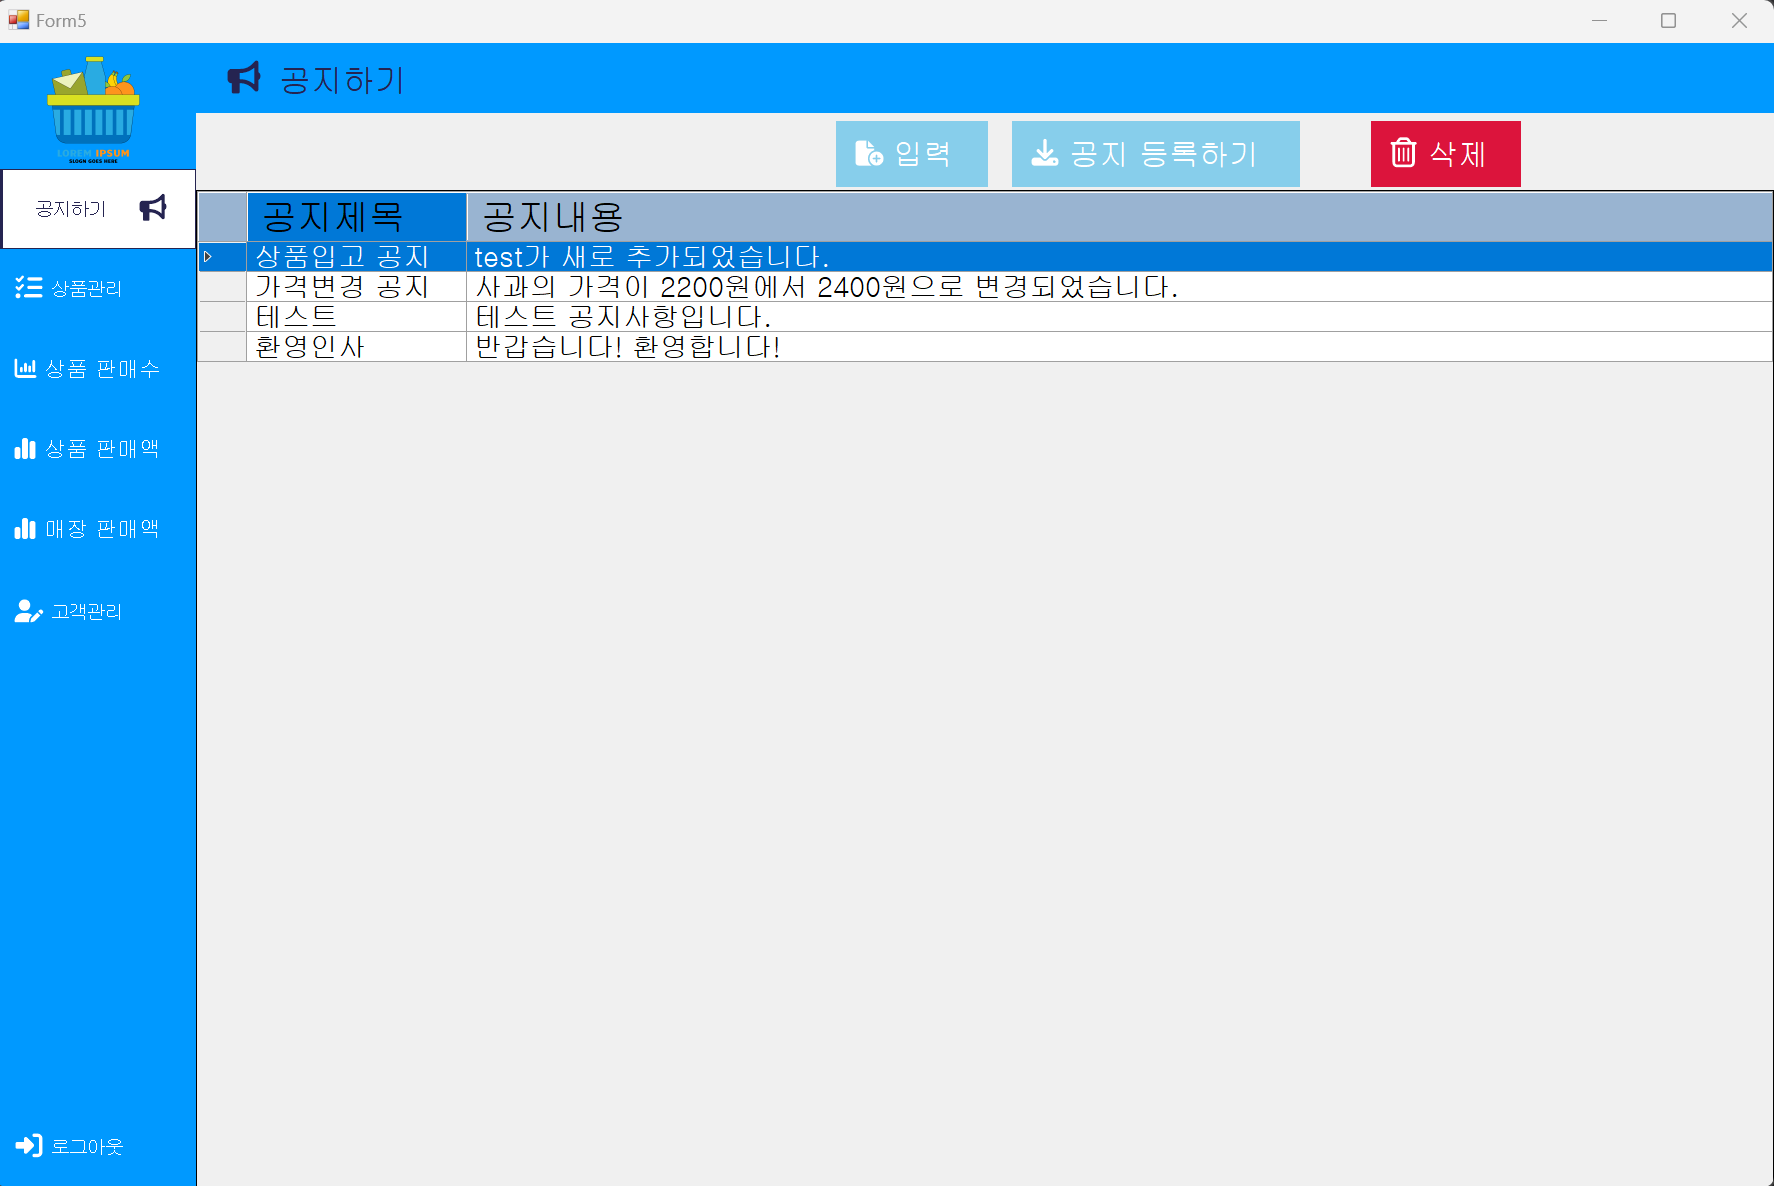 Form5
LOREM IPSUM
SLOGN GOES HERE
공지하기
입력
공지 등록하기
삭제
공지하기
상품관리
상품 판매수
상품 판매액
매장 판매액
고객관리
로그아웃
공지제목 공지내용
상품입고 공지 test가 새로 추가되었습니다.
가격변경 공지 사과의 가격이 2200원에서 2400원으로 변경되었습니다.
테스트 테스트 공지사항입니다.
환영인사 반갑습니다! 환영합니다!